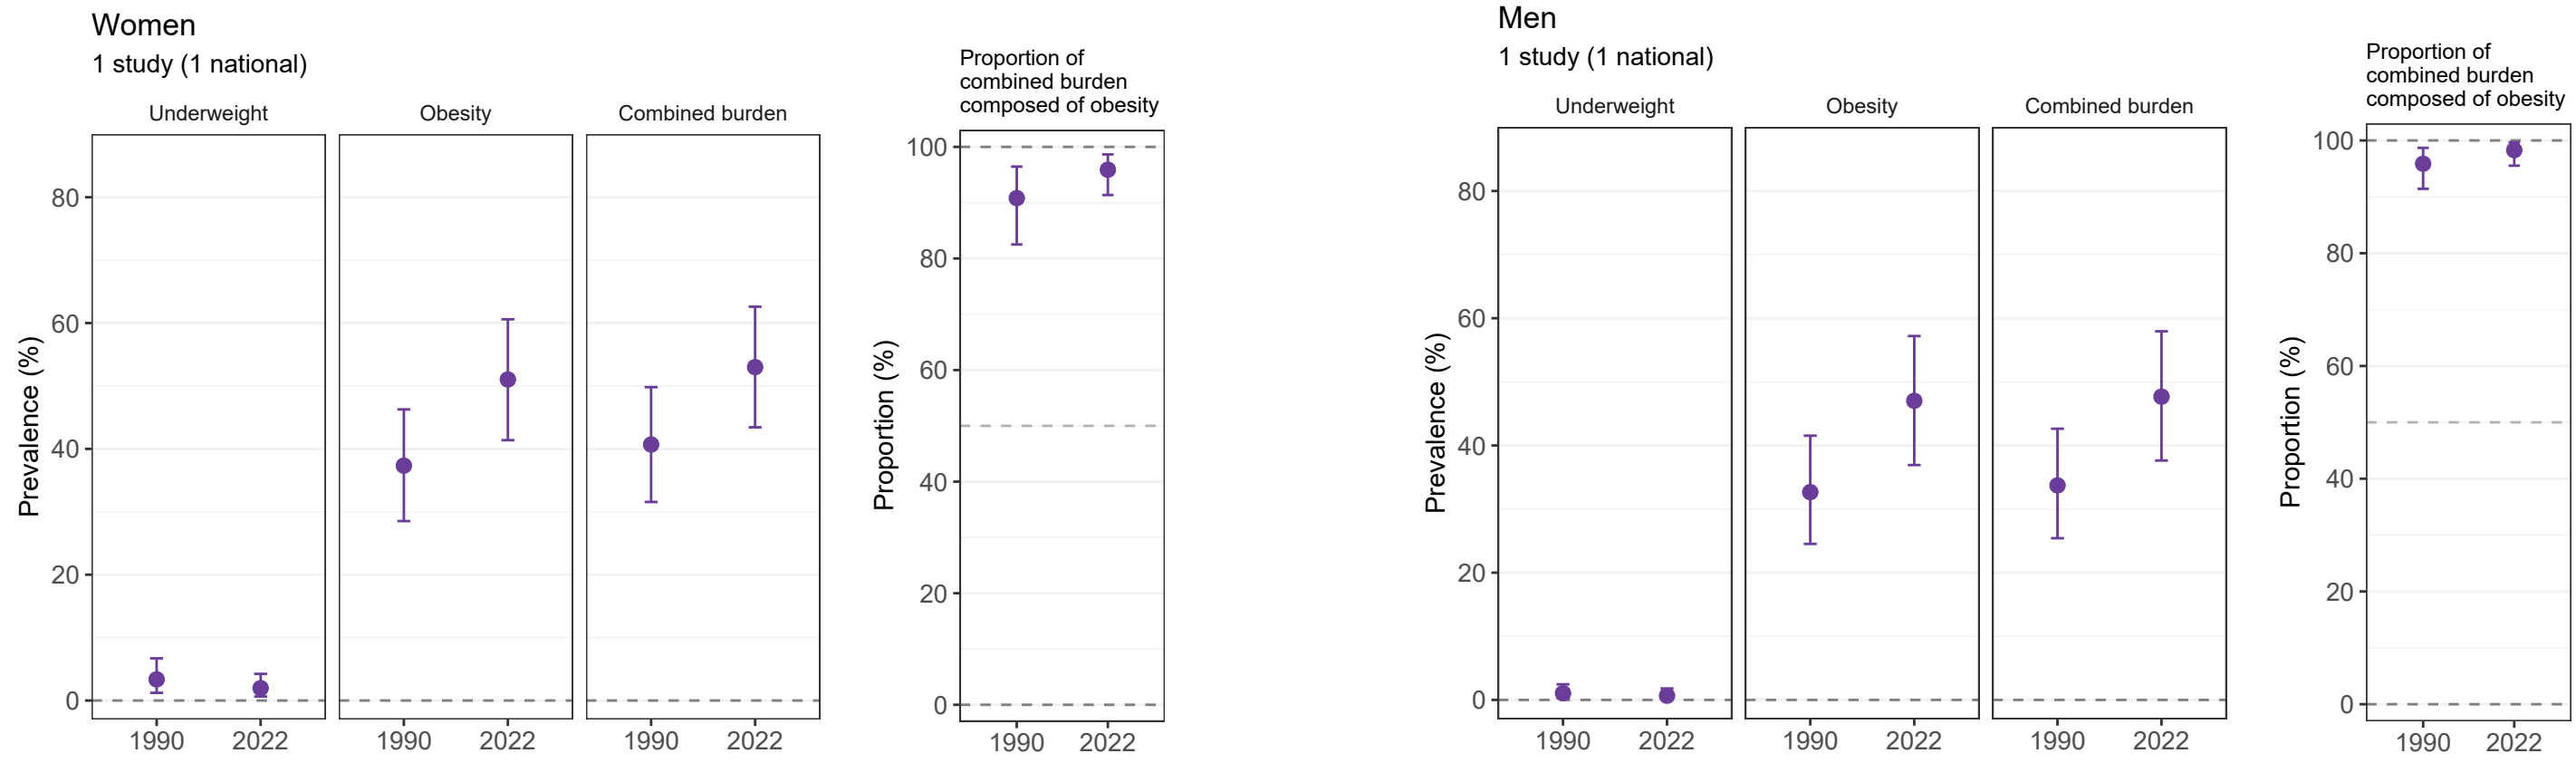 Women
1 study (1 national)
Underweight
Obesity
Combined burden
Prevalence (%)
80
60
40
20
0
1990
2022
1990
2022
1990
2022
Proportion of
combined burden
composed of obesity
Proportion (%)
100
80
60
40
20
0
1990
2022
Men
1 study (1 national)
Underweight
Obesity
Combined burden
Prevalence (%)
80
60
40
20
0
1990
2022
1990
2022
1990
2022
Proportion of
combined burden
composed of obesity
Proportion (%)
100
80
60
40
20
0
1990
2022